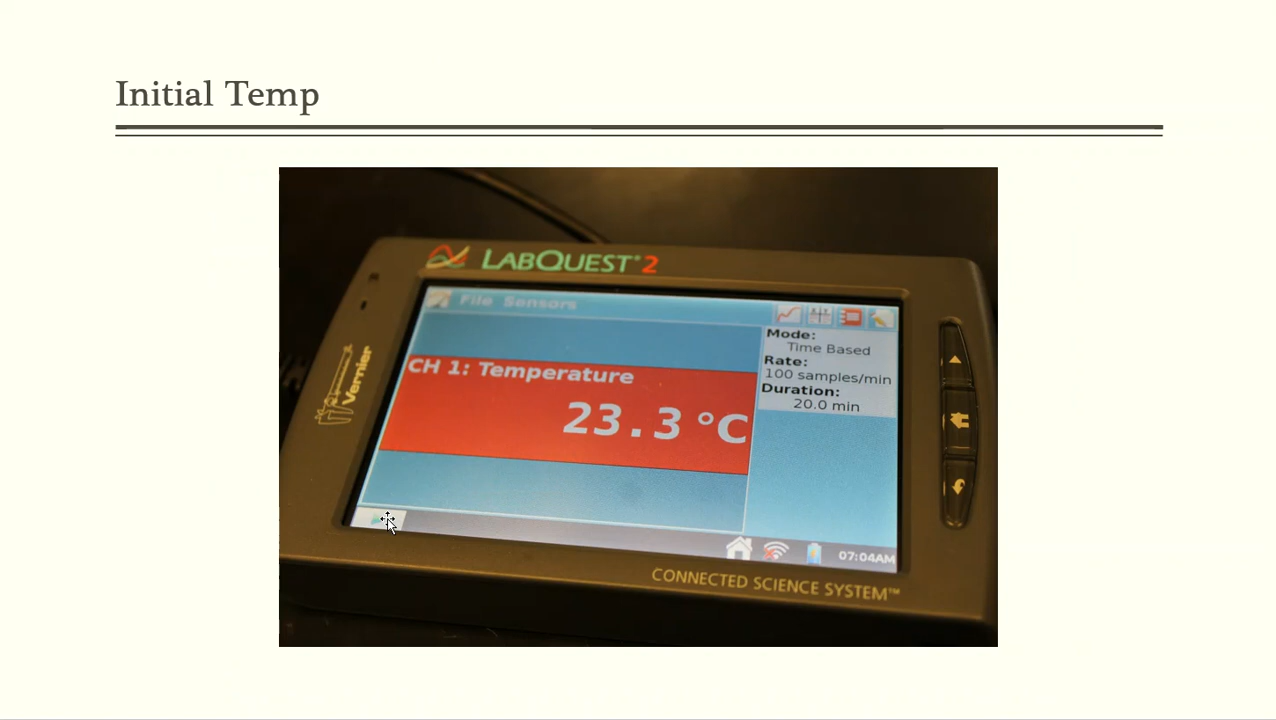 Initial Temp
LABQUEST® 2
File Sensors
Mode:
Time Based
Rate:
100 samples/min
Duration:
20.0 min
CH 1: Temperature
23.3 °C
Vernier
07:04AM
CONNECTED SCIENCE SYSTEM™